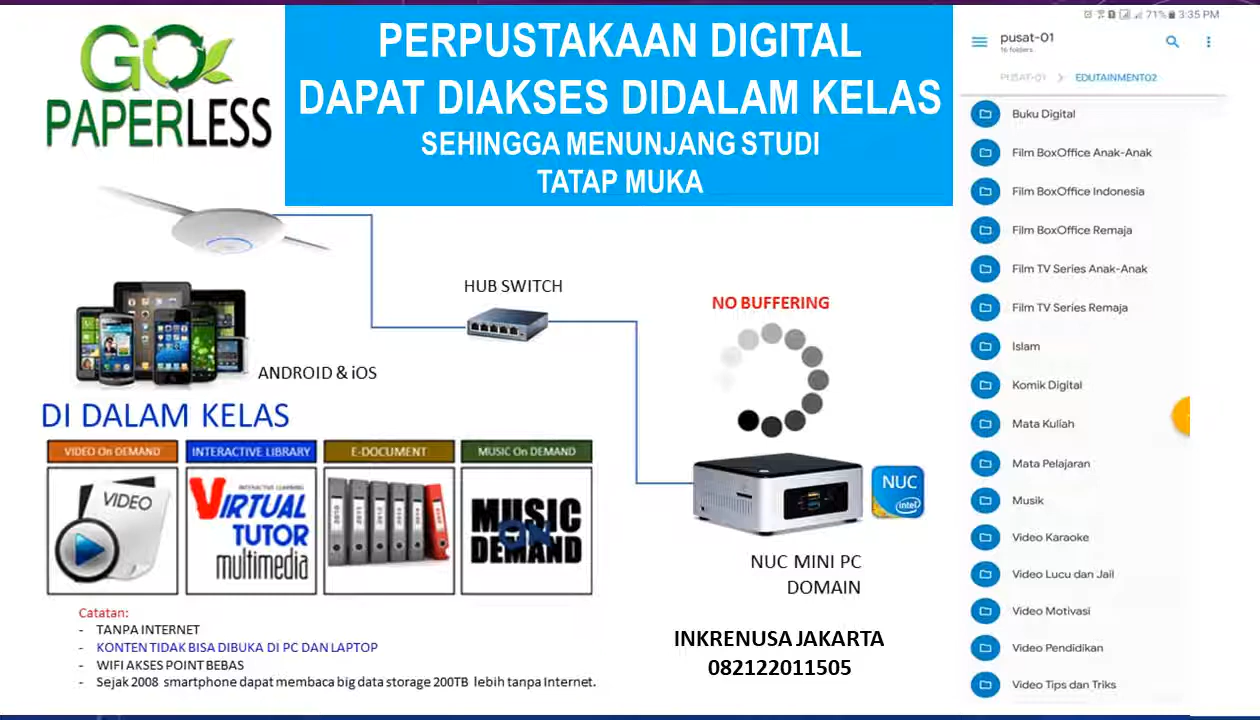 GO
PAPERLESS
PERPUSTAKAAN DIGITAL
DAPAT DIAKSES DIDALAM KELAS
SEHINGGA MENUNJANG STUDI
TATAP MUKA
HUB SWITCH
ANDROID & iOS
DI DALAM KELAS
VIDEO On DEMAND
INTERACTIVE LIBRARY
E-DOCUMENT
MUSIC On DEMAND
VIDEO
INTERACTIVE LEARNING
VIRTUAL
TUTOR
multimedia
MUSIC
ON
DEMAND
NO BUFFERING
NUC
intel
NUC MINI PC
DOMAIN
Catatan:
- TANPA INTERNET
- KONTEN TIDAK BISA DIBUKA DI PC DAN LAPTOP
- WIFI AKSES POINT BEBAS
- Sejak 2008 smartphone dapat membaca big data storage 200TB lebih tanpa Internet.
INKRENUSA JAKARTA
082122011505
71% 3:35 PM
pusat-01
16 folders
PUSAT-01 > EDUTAINMENT02
Buku Digital
Film BoxOffice Anak-Anak
Film BoxOffice Indonesia
Film BoxOffice Remaja
Film TV Series Anak-Anak
Film TV Series Remaja
Islam
Komik Digital
Mata Kuliah
Mata Pelajaran
Musik
Video Karaoke
Video Lucu dan Jail
Video Motivasi
Video Pendidikan
Video Tips dan Triks